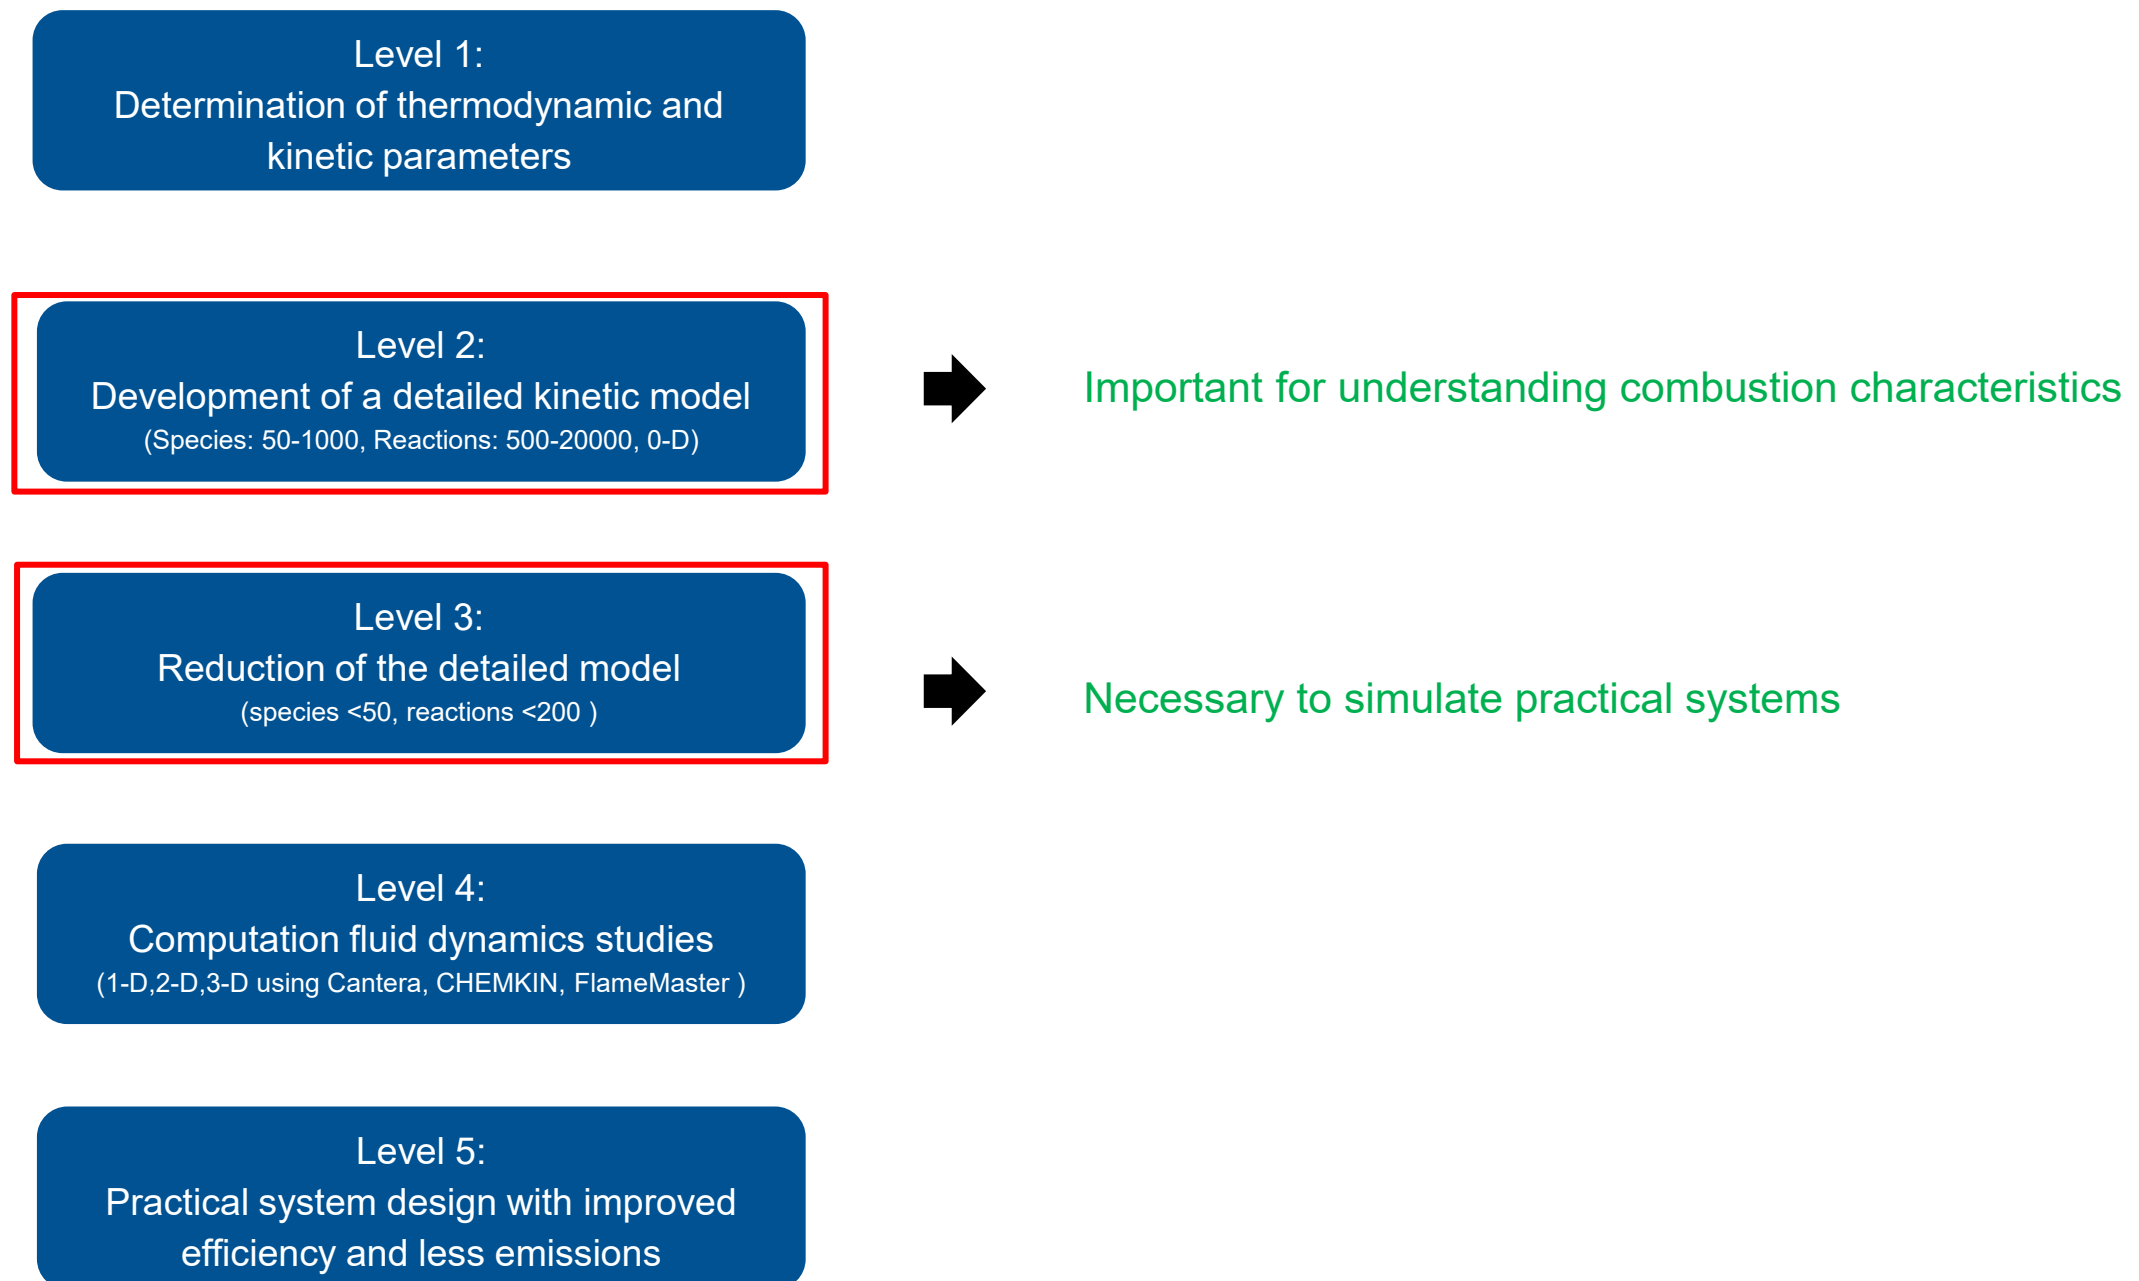 Level 1:
Determination of thermodynamic and
kinetic parameters
Level 2:
Development of a detailed kinetic model
(Species: 50-1000, Reactions: 500-20000, 0-D)
Important for understanding combustion characteristics
Level 3:
Reduction of the detailed model
(species <50, reactions <200 )
Necessary to simulate practical systems
Level 4:
Computation fluid dynamics studies
(1-D,2-D,3-D using Cantera, CHEMKIN, FlameMaster )
Level 5:
Practical system design with improved
efficiency and less emissions